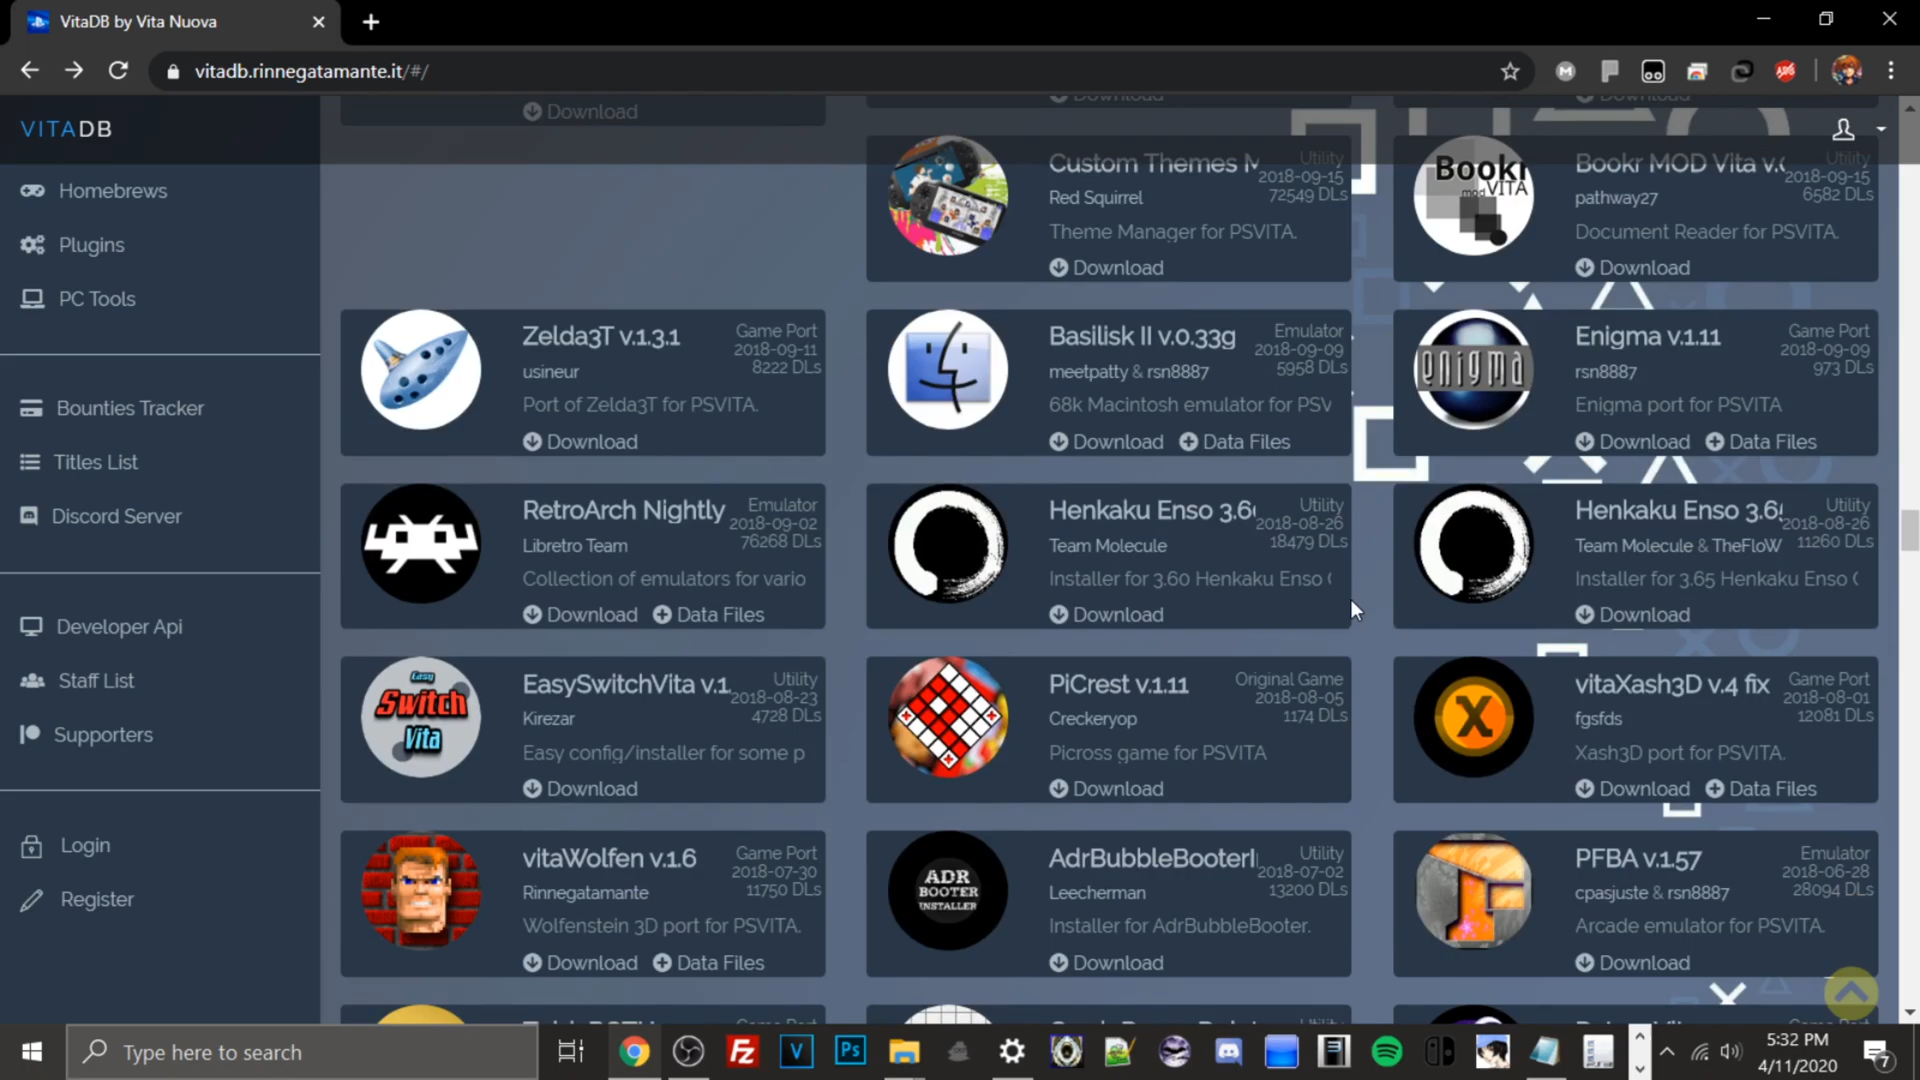 VitaDB by Vita Nuova
vitadb.rinnegatamante.it/#/
VITADB
Homebrews
Plugins
PC Tools
Bounties Tracker
Titles List
Discord Server
Developer Api
Staff List
Supporters
Login
Register
Download
Download
Download
Custom Themes M
Utility
2018-09-15
72549 DLs
Red Squirrel
Theme Manager for PSVITA.
Download
Bookr
mod VITA
Bookr MOD Vita v.
Utility
2018-09-15
6582 DLs
pathway27
Document Reader for PSVITA.
Download
Zelda3T v.1.3.1
Game Port
2018-09-11
8222 DLs
usineur
Port of Zelda3T for PSVITA.
Download
Basilisk II v.0.33g
Emulator
2018-09-09
5958 DLs
meetpatty & rsn8887
68k Macintosh emulator for PSV
Download Data Files
enigma
Enigma v.1.11
Game Port
2018-09-09
973 DLs
rsn8887
Enigma port for PSVITA
Download Data Files
RetroArch Nightly
Emulator
2018-09-02
76268 DLs
Libretro Team
Collection of emulators for vario
Download Data Files
Henkaku Enso 3.6
Utility
2018-08-26
18479 DLs
Team Molecule
Installer for 3.60 Henkaku Enso (
Download
Henkaku Enso 3.6
Utility
2018-08-26
11260 DLs
Team Molecule & TheFloW
Installer for 3.65 Henkaku Enso (
Download
Easy
Switch
Vita
EasySwitchVita v.1
Utility
2018-08-23
4728 DLs
Kirezar
Easy config/installer for some p
Download
PiCrest v.1.11
Original Game
2018-08-05
1174 DLs
Creckeryop
Picross game for PSVITA
Download
X
vitaXash3D v.4 fix
Game Port
2018-08-01
12081 DLs
fgsfds
Xash3D port for PSVITA.
Download Data Files
vitaWolfen v.1.6
Game Port
2018-07-30
11750 DLs
Rinnegatamante
Wolfenstein 3D port for PSVITA.
Download Data Files
ADR
BOOTER
INSTALLER
AdrBubbleBooterI
Utility
2018-07-02
13200 DLs
Leecherman
Installer for AdrBubbleBooter.
Download
PFBA v.1.57
Emulator
2018-06-28
28094 DLs
cpasjuste & rsn8887
Arcade emulator for PSVITA.
Download
Type here to search
5:32 PM
4/11/2020
7